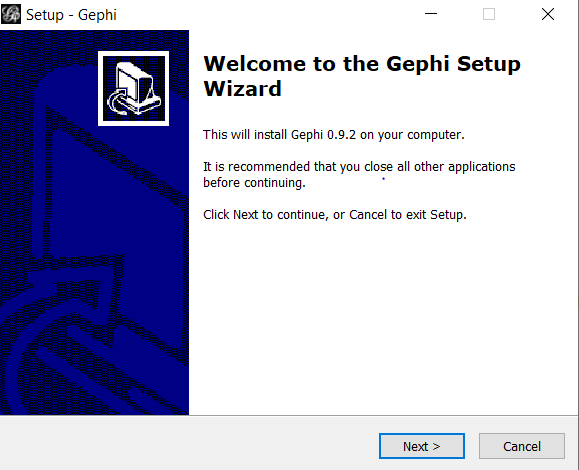 Setup - Gephi
Welcome to the Gephi Setup
Wizard
This will install Gephi 0.9.2 on your computer.
It is recommended that you close all other applications
before continuing.
Click Next to continue, or Cancel to exit Setup.
Next >
Cancel